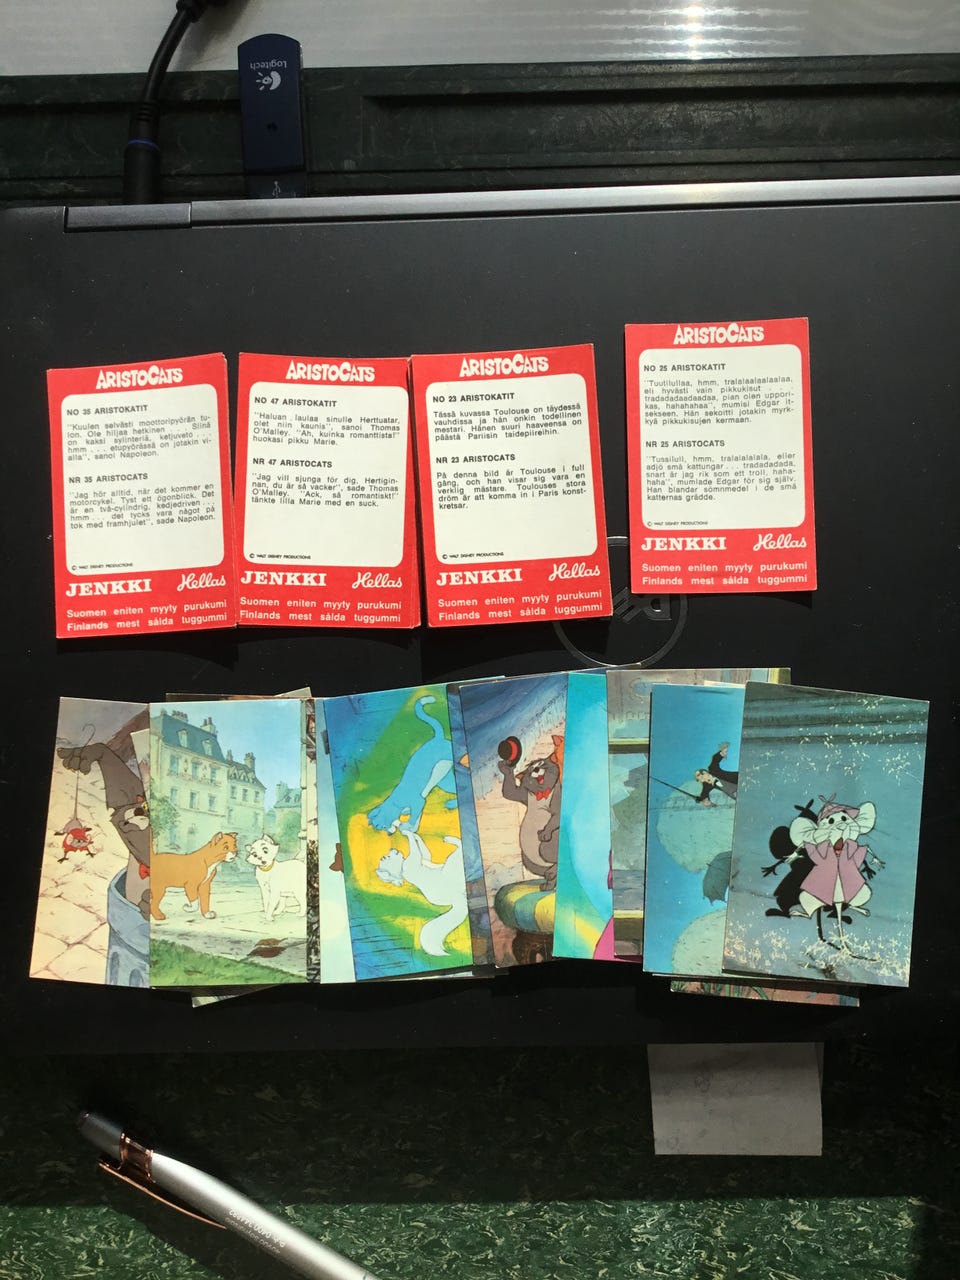 Logitech
ARISTOCATS
NO 35 ARISTOKATIT
"Kuulen selvästi moottoripyörän tu-
lon. Ole hiljaa hetkinen . . . Siinä
on kaksi sylinteriä, ketjuveto . . .
hmm . . . etupyörässä on jotakin vi-
alla", sanoi Napoleon.
NR 35 ARISTOCATS
"Jag hör alltid, när det kommer en
motorcykel. Tyst ett ögonblick. Det
är en två-cylindrig, kedjedriven . . .
hmm . . . det tycks vara något på
tok med framhjulet", sade Napoleon.
© WALT DISNEY PRODUCTIONS
JENKKI Hellas
Suomen eniten myyty purukumi
Finlands mest sålda tuggummi
ARISTOCATS
NO 47 ARISTOKATIT
"Haluan laulaa sinulle Herttuatar,
olet niin kaunis", sanoi Thomas
O'Malley. "Ah, kuinka romanttista!"
huokasi pikku Marie.
NR 47 ARISTOCATS
"Jag vill sjunga för dig, Hertigin-
nan, du är så vacker", sade Thomas
O'Malley. "Ack, så romantiskt!"
tänkte lilla Marie med en suck.
© WALT DISNEY PRODUCTIONS
JENKKI Hellas
Suomen eniten myyty purukumi
Finlands mest sålda tuggummi
ARISTOCATS
NO 23 ARISTOKATIT
Tässä kuvassa Toulouse on täydessä
vauhdissa ja hän onkin todellinen
mestari. Hänen suuri haaveensa on
päästä Pariisin taidepiireihin.
NR 23 ARISTOCATS
På denna bild är Toulouse i full
gång, och han visar sig vara en
verklig mästare. Toulouses stora
dröm är att komma in i Paris konst-
kretsar.
© WALT DISNEY PRODUCTIONS
JENKKI Hellas
Suomen eniten myyty purukumi
Finlands mest sålda tuggummi
ARISTOCATS
NO 25 ARISTOKATIT
"Tuutilullaa, hmm, tralalaalaalaalaa,
eli hyvästi vain pikkukisut . . . .
tradadadaadaadaa, pian olen uppori-
kas, hahahahaa", mumisi Edgar it-
sekseen. Hän sekoitti jotakin myrk-
kyä pikkukisujen kermaan.
NR 25 ARISTOCATS
"Tussilull, hmm, tralalalalala, eller
adjö små kattungar . . . tradadadada,
snart är jag rik som ett troll, haha-
haha", mumlade Edgar för sig själv.
Han blandar sömnmedel i de små
katternas grädde.
© WALT DISNEY PRODUCTIONS
JENKKI Hellas
Suomen eniten myyty purukumi
Finlands mest sålda tuggummi